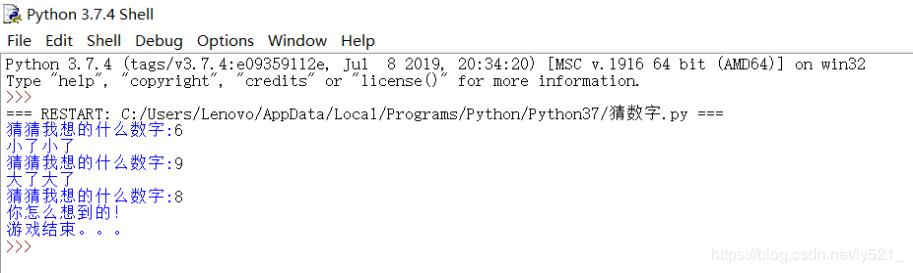 Python 3.7.4 Shell
File Edit Shell Debug Options Window Help
Python 3.7.4 (tags/v3.7.4:e09359112e, Jul  8 2019, 20:34:20) [MSC v.1916 64 bit (AMD64)] on win32
Type "help", "copyright", "credits" or "license()" for more information.
>>>
=== RESTART: C:/Users/Lenovo/AppData/Local/Programs/Python/Python37/猜数字.py ===
猜猜我想的什么数字:6
小了小了
猜猜我想的什么数字:9
大了大了
猜猜我想的什么数字:8
你怎么想到的!
游戏结束。。。
>>>
https://blog.csdn.net/ly521_